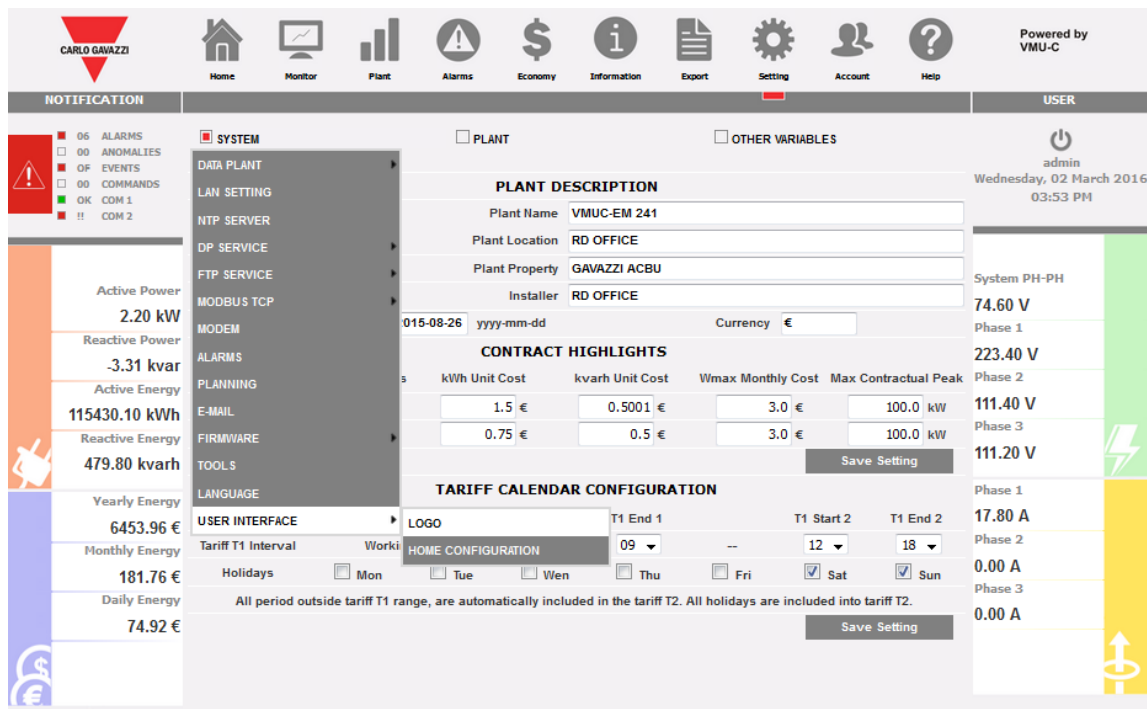 CARLO GAVAZZI
Home Monitor Plant Alarms Economy Information Export Setting Account Help
Powered by
VMU-C
NOTIFICATION
USER
06 ALARMS
00 ANOMALIES
OF EVENTS
00 COMMANDS
OK COM 1
!! COM 2
SYSTEM PLANT OTHER VARIABLES
admin
Wednesday, 02 March 2016
03:53 PM
DATA PLANT
LAN SETTING
NTP SERVER
DP SERVICE
FTP SERVICE
MODBUS TCP
MODEM
ALARMS
PLANNING
E-MAIL
FIRMWARE
TOOLS
LANGUAGE
USER INTERFACE
LOGO
HOME CONFIGURATION
PLANT DESCRIPTION
Plant Name VMUC-EM 241
Plant Location RD OFFICE
Plant Property GAVAZZI ACBU
Installer RD OFFICE
015-08-26 yyyy-mm-dd Currency €
CONTRACT HIGHLIGHTS
s kWh Unit Cost kvarh Unit Cost Wmax Monthly Cost Max Contractual Peak
1.5 € 0.5001 € 3.0 € 100.0 kW
0.75 € 0.5 € 3.0 € 100.0 kW
Save Setting
TARIFF CALENDAR CONFIGURATION
T1 End 1 T1 Start 2 T1 End 2
Tariff T1 Interval Worki 09 -- 12 18
Holidays Mon Tue Wen Thu Fri Sat Sun
All period outside tariff T1 range, are automatically included in the tariff T2. All holidays are included into tariff T2.
Save Setting
Active Power
2.20 kW
Reactive Power
-3.31 kvar
Active Energy
115430.10 kWh
Reactive Energy
479.80 kvarh
Yearly Energy
6453.96 €
Monthly Energy
181.76 €
Daily Energy
74.92 €
System PH-PH
74.60 V
Phase 1
223.40 V
Phase 2
111.40 V
Phase 3
111.20 V
Phase 1
17.80 A
Phase 2
0.00 A
Phase 3
0.00 A